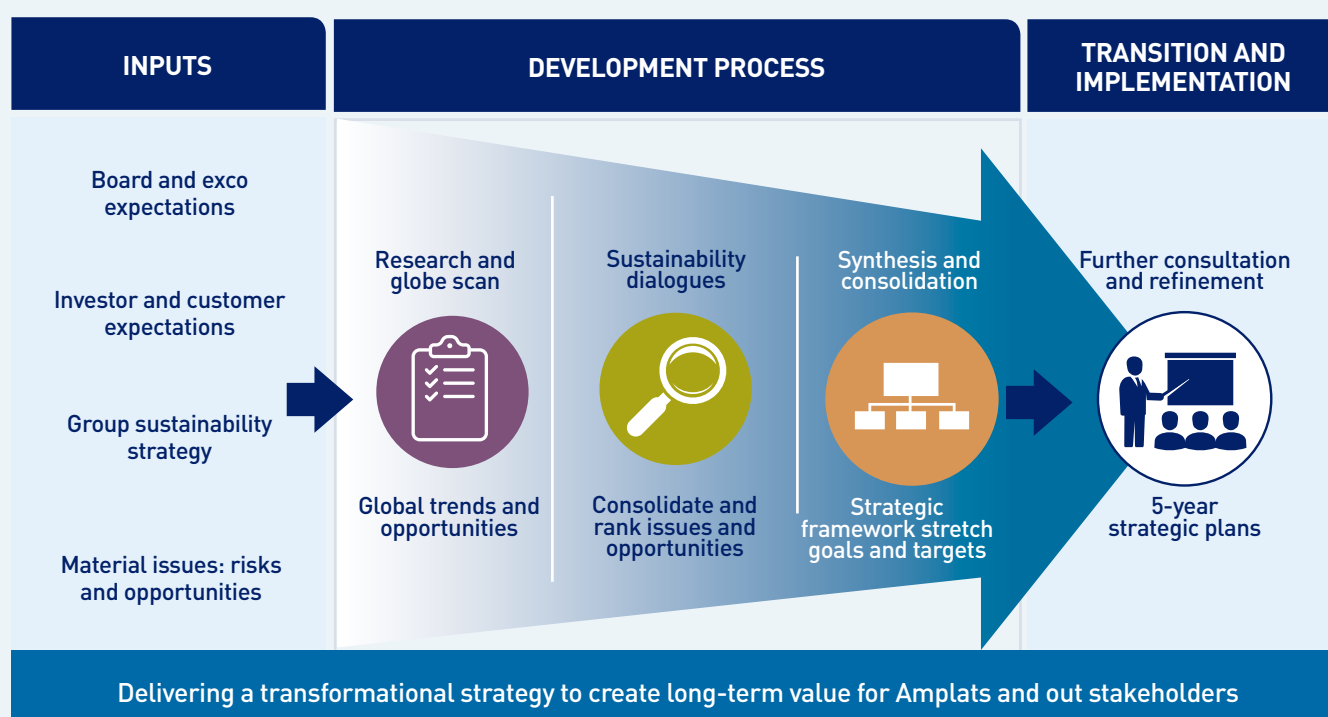 INPUTS
DEVELOPMENT PROCESS
TRANSITION AND
IMPLEMENTATION
Board and exco
expectations
Investor and customer
expectations
Group sustainability
strategy
Material issues: risks
and opportunities
Research and
globe scan
Global trends and
opportunities
Sustainability
dialogues
Consolidate and
rank issues and
opportunities
Synthesis and
consolidation
Strategic
framework stretch
goals and targets
Further consultation
and refinement
5-year
strategic plans
Delivering a transformational strategy to create long-term value for Amplats and out stakeholders